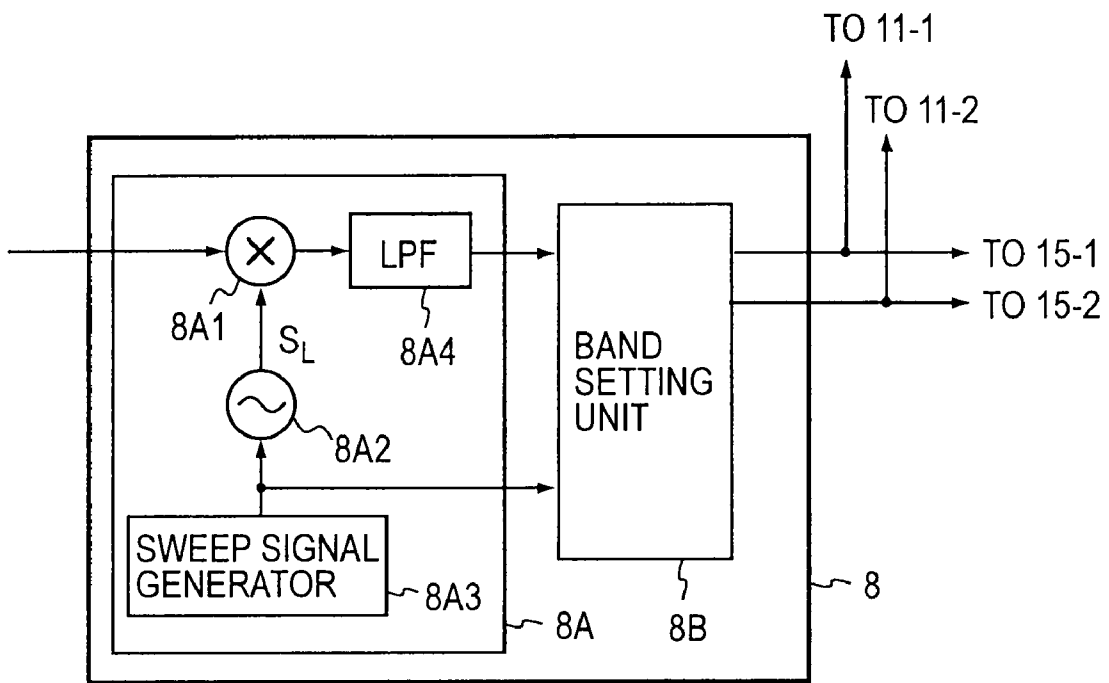 TO 11-1
TO 11-2
×
LPF
TO 15-1
TO 15-2
8A1
8A4
SL
BAND
SETTING
UNIT
8A2
SWEEP SIGNAL
GENERATOR
8A3
8A
8B
8